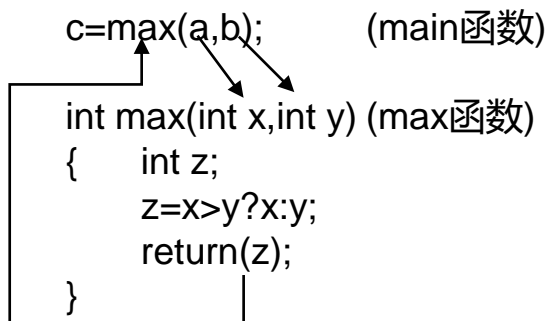 c=max(a,b); (main函数)
int max(int x,int y) (max函数)
{ int z;
z=x>y?x:y;
return(z);
}